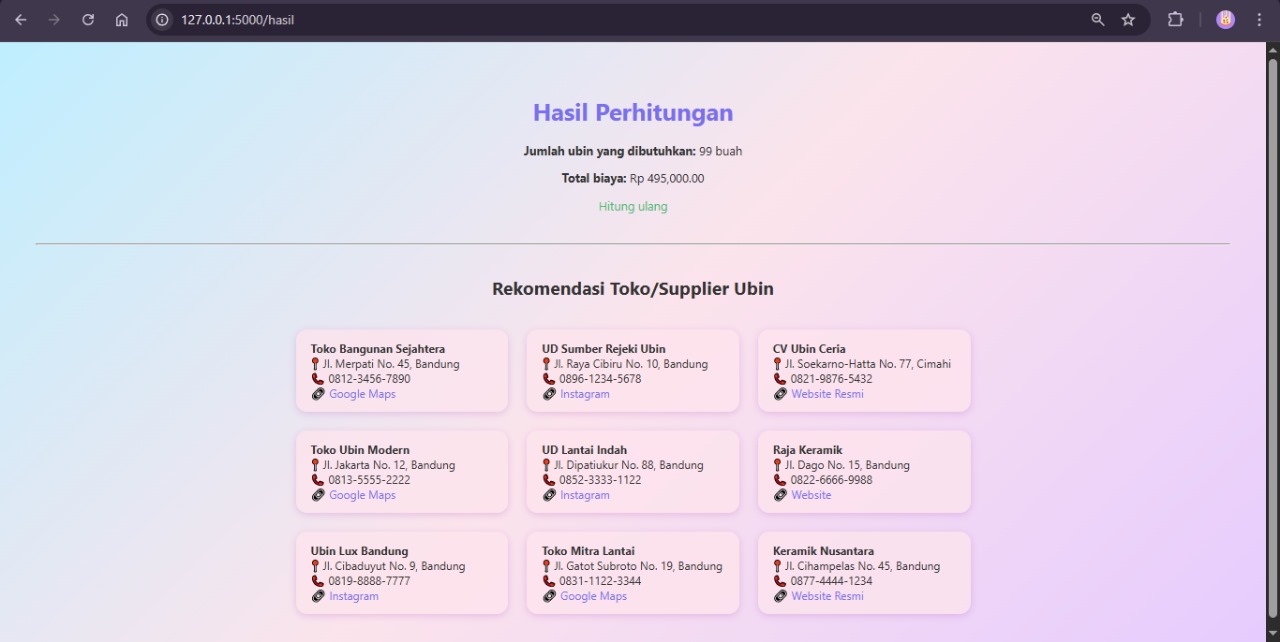 127.0.0.1:5000/hasil
Hasil Perhitungan
Jumlah ubin yang dibutuhkan: 99 buah
Total biaya: Rp 495,000.00
Hitung ulang
Rekomendasi Toko/Supplier Ubin
Toko Bangunan Sejahtera
📍 Jl. Merpati No. 45, Bandung
📞 0812-3456-7890
🔗 Google Maps
UD Sumber Rejeki Ubin
📍 Jl. Raya Cibiru No. 10, Bandung
📞 0896-1234-5678
🔗 Instagram
CV Ubin Ceria
📍 Jl. Soekarno-Hatta No. 77, Cimahi
📞 0821-9876-5432
🔗 Website Resmi
Toko Ubin Modern
📍 Jl. Jakarta No. 12, Bandung
📞 0813-5555-2222
🔗 Google Maps
UD Lantai Indah
📍 Jl. Dipatiukur No. 88, Bandung
📞 0852-3333-1122
🔗 Instagram
Raja Keramik
📍 Jl. Dago No. 15, Bandung
📞 0822-6666-9988
🔗 Website
Ubin Lux Bandung
📍 Jl. Cibaduyut No. 9, Bandung
📞 0819-8888-7777
🔗 Instagram
Toko Mitra Lantai
📍 Jl. Gatot Subroto No. 19, Bandung
📞 0831-1122-3344
🔗 Google Maps
Keramik Nusantara
📍 Jl. Cihampelas No. 45, Bandung
📞 0877-4444-1234
🔗 Website Resmi